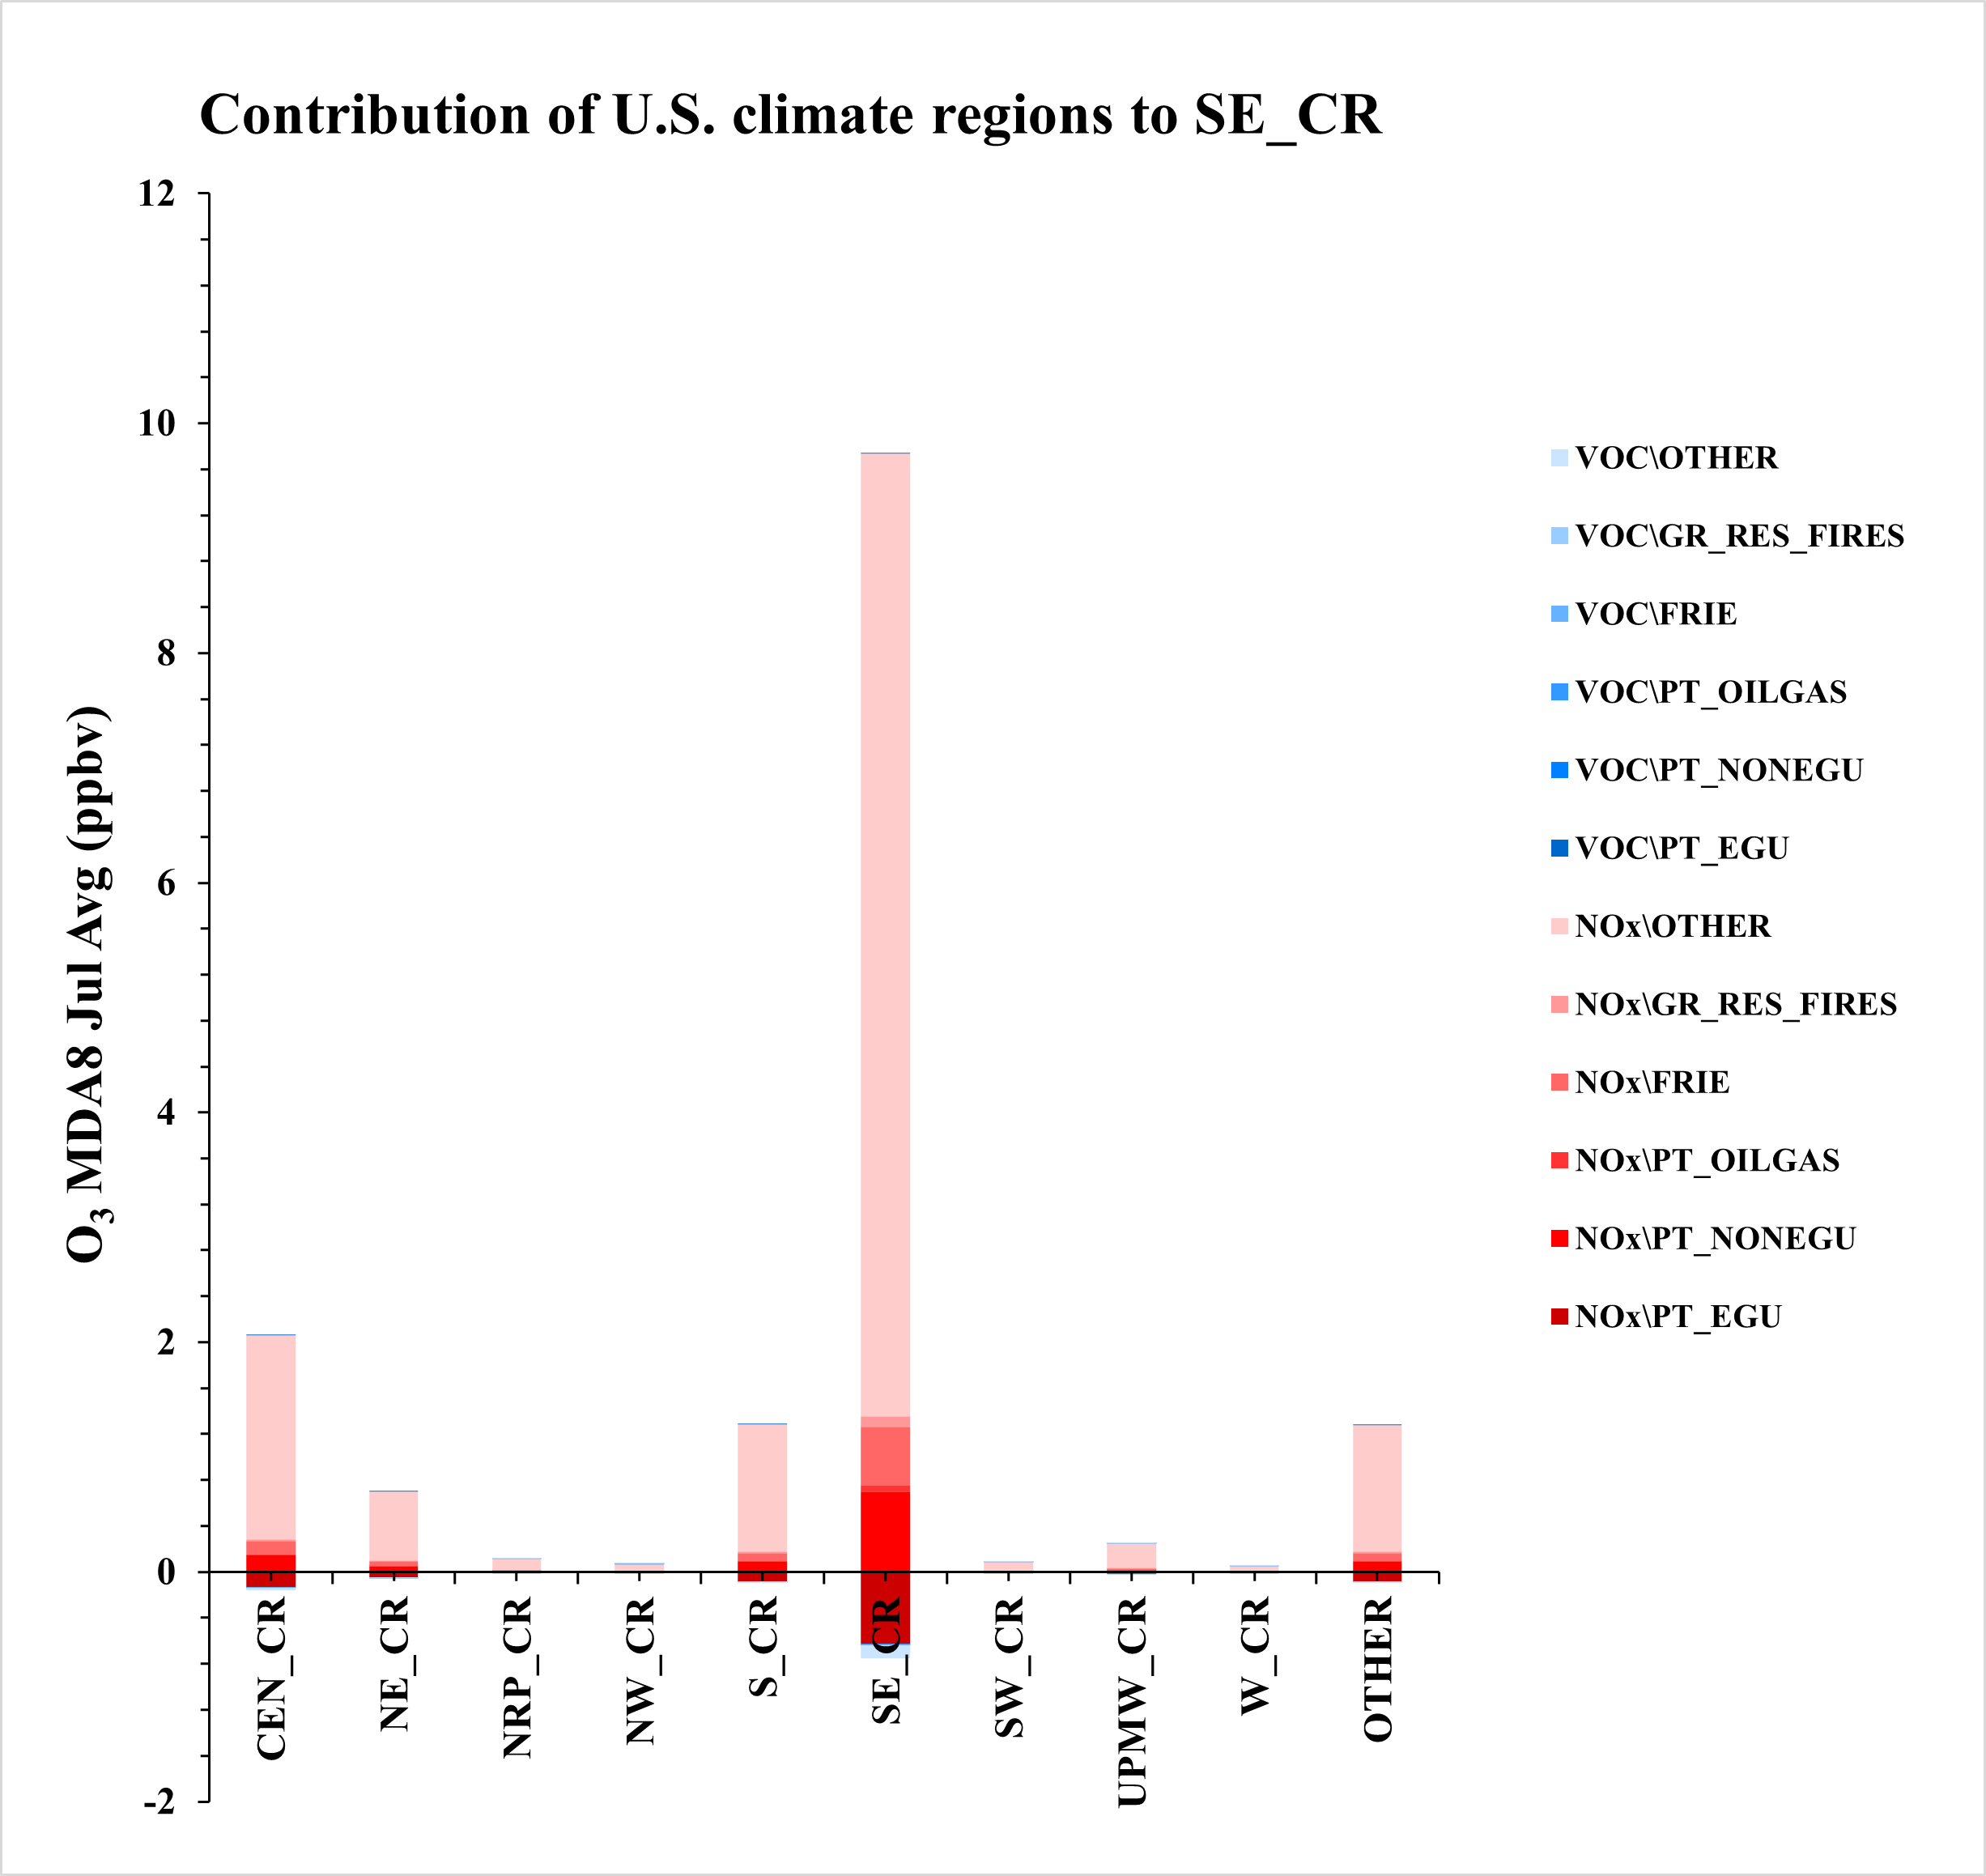 Contribution of U.S. climate regions to SE_CR
12
10
8
6
4
2
0
-2
O3 MDA8 Jul Avg (ppbv)
CEN_CR
NE_CR
NRP_CR
NW_CR
S_CR
SE_CR
SW_CR
UPMW_CR
W_CR
OTHER
VOC\OTHER
VOC\GR_RES_FIRES
VOC\FRIE
VOC\PT_OILGAS
VOC\PT_NONEGU
VOC\PT_EGU
NOx\OTHER
NOx\GR_RES_FIRES
NOx\FRIE
NOx\PT_OILGAS
NOx\PT_NONEGU
NOx\PT_EGU